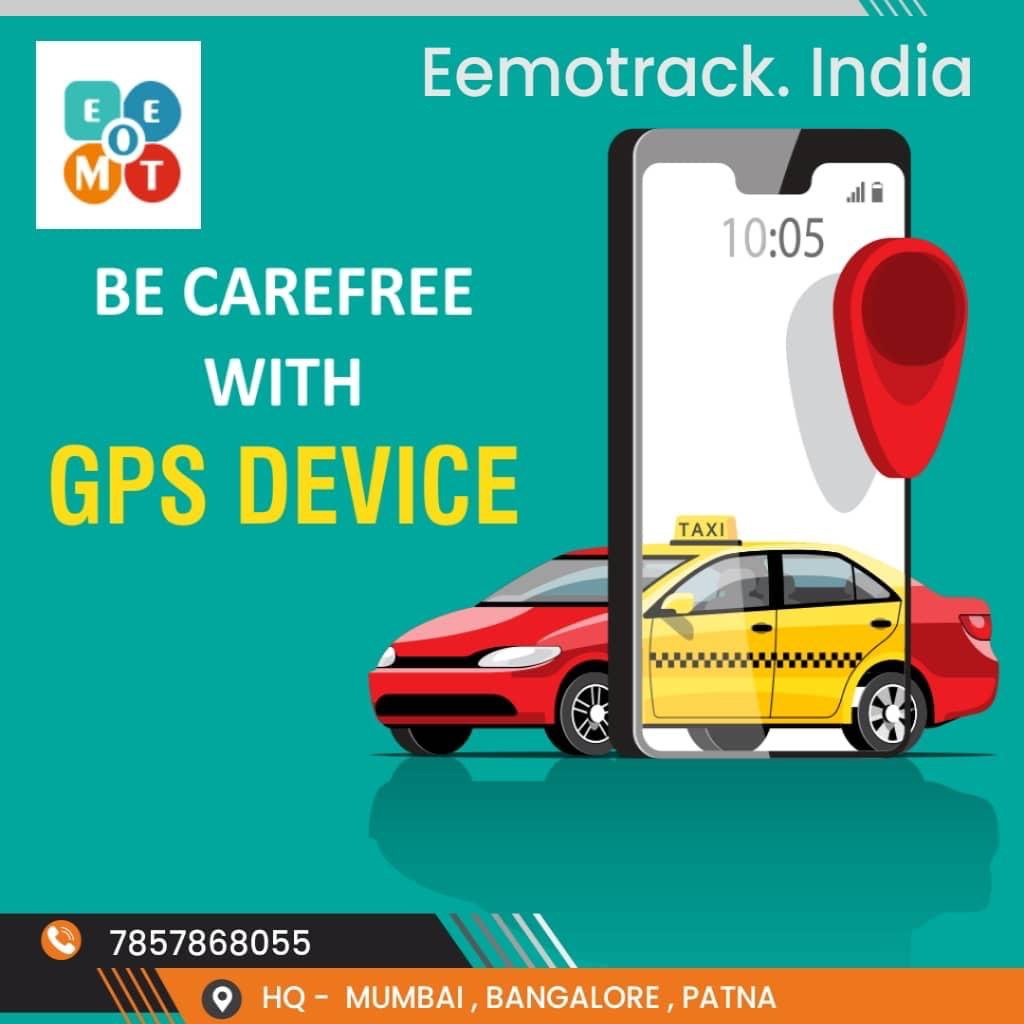 Eemotrack. India
E E
O
M T
10:05
BE CAREFREE
WITH
GPS DEVICE
TAXI
7857868055
HQ - MUMBAI , BANGALORE , PATNA